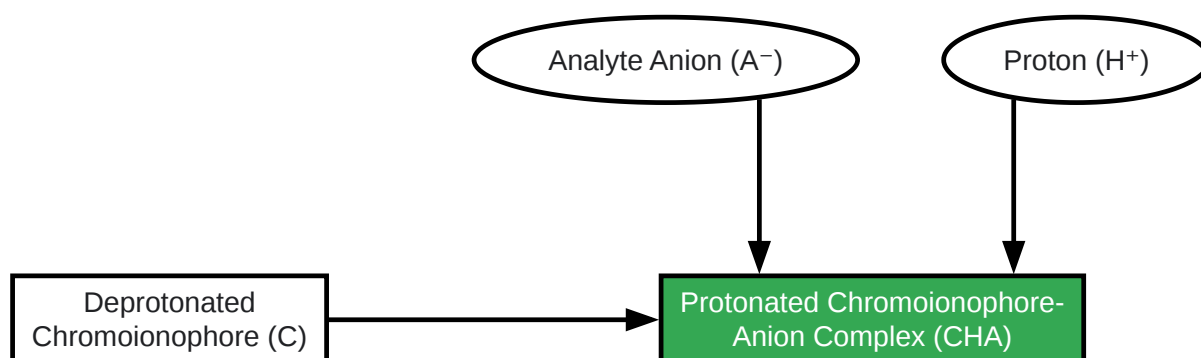 Analyte Anion (A⁻)
Proton (H⁺)
Deprotonated
Chromoionophore (C)
Protonated Chromoionophore-
Anion Complex (CHA)